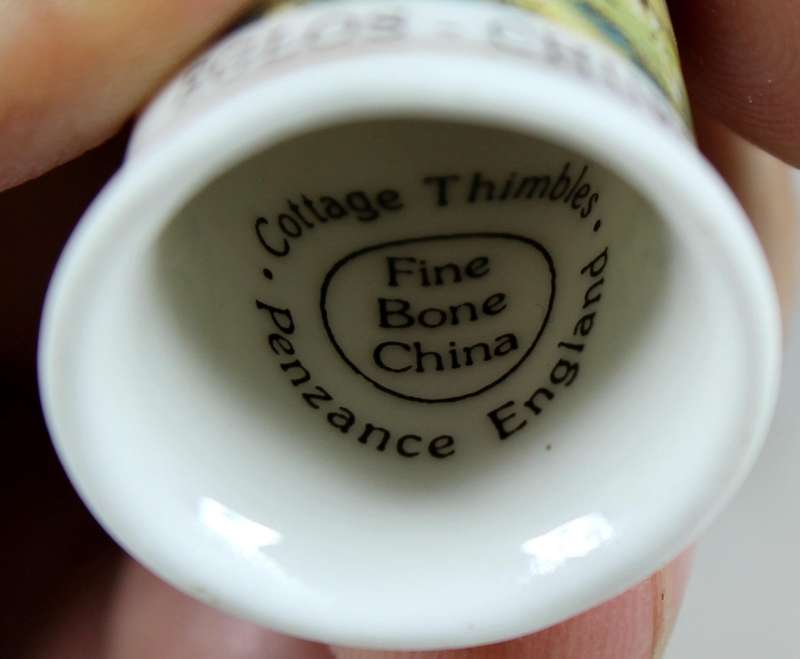 Cottage Thimbles
Fine
Bone
China
Penzance England